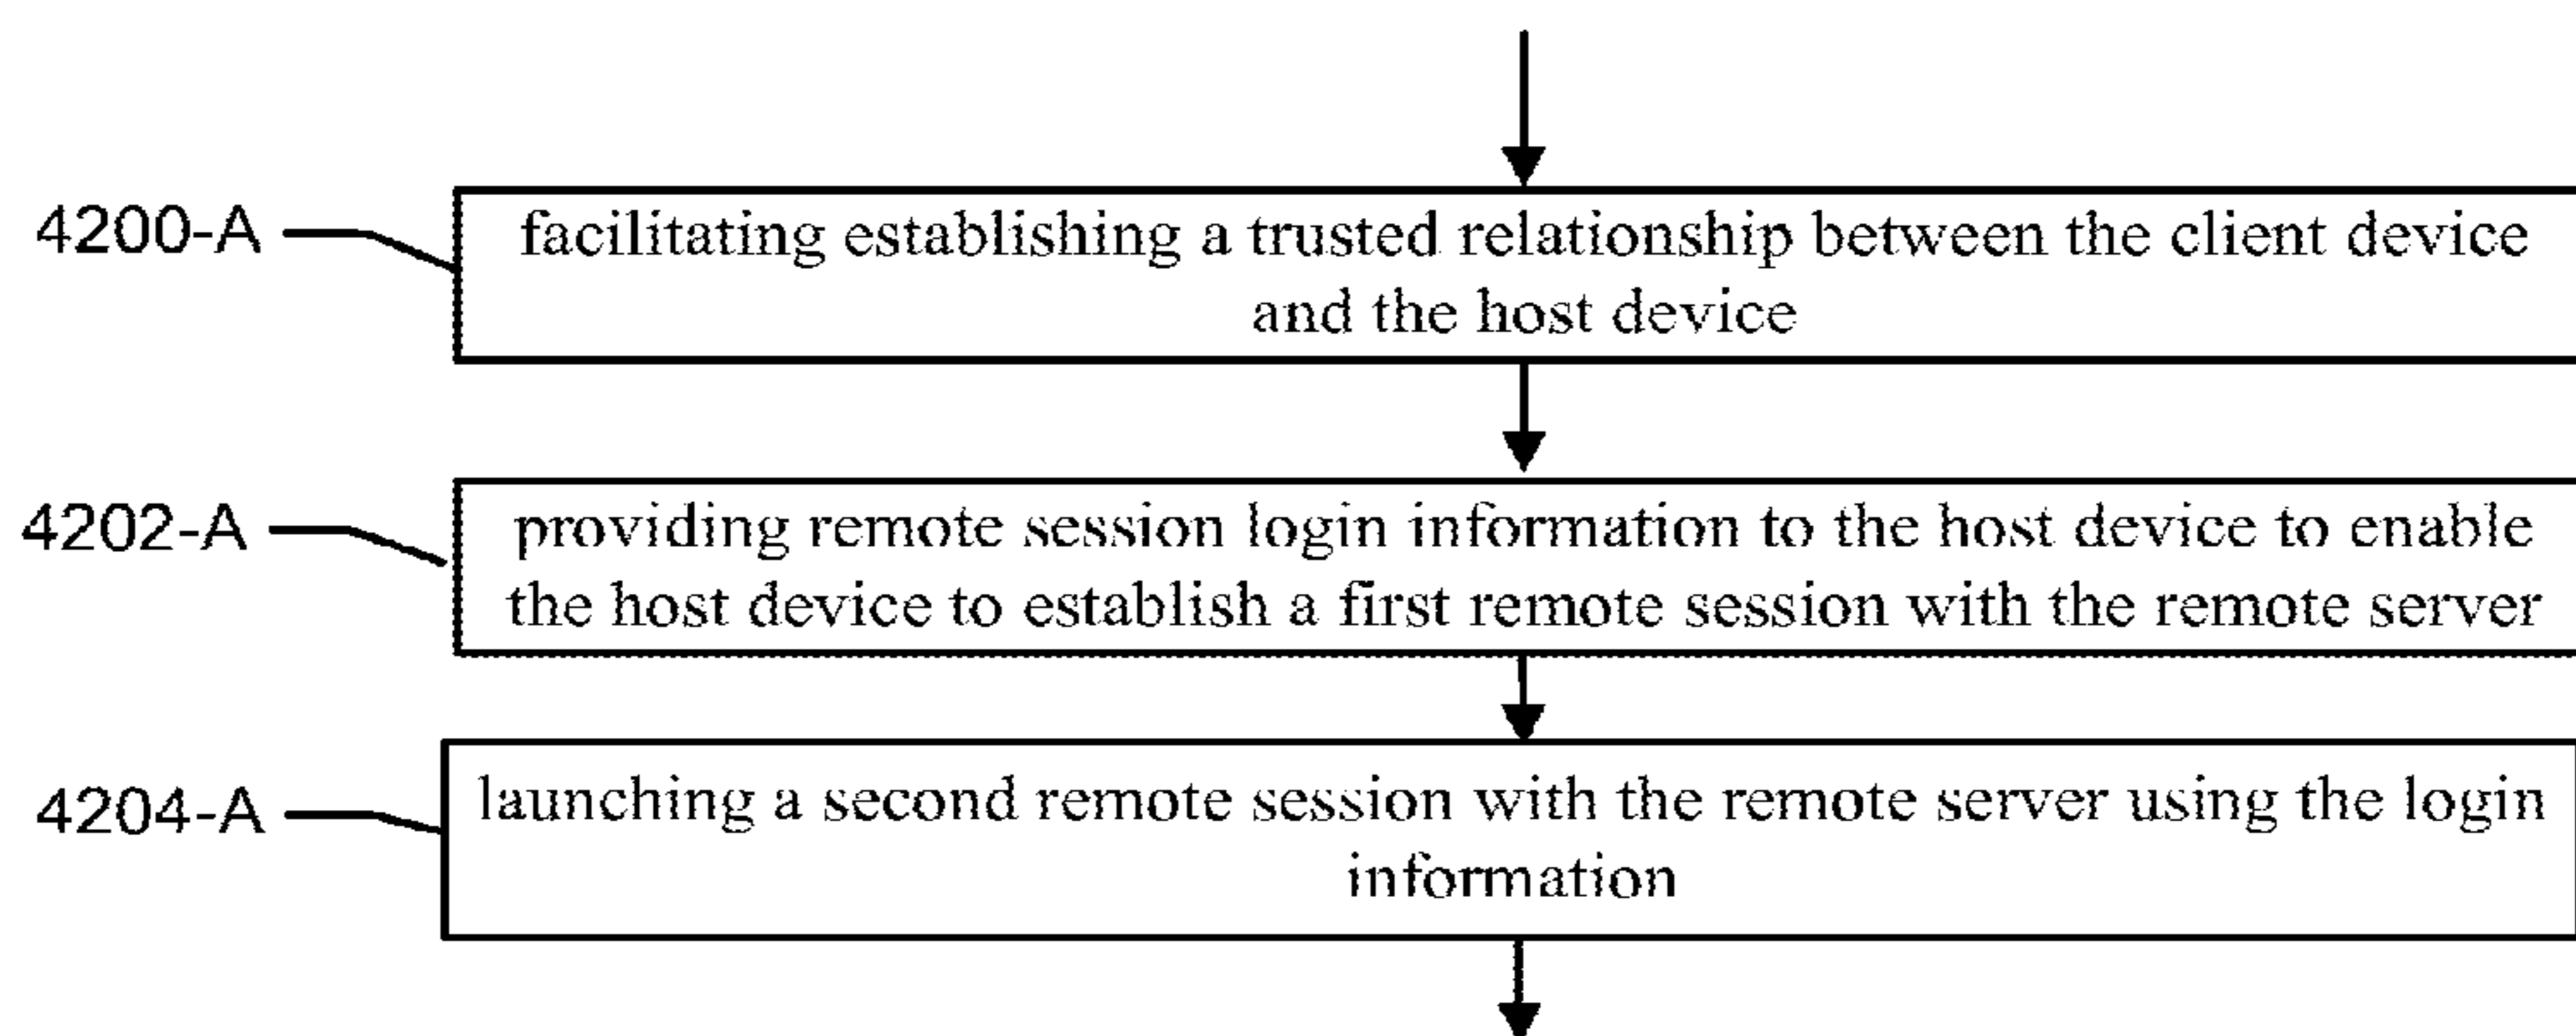 4200-A
facilitating establishing a trusted relationship between the client device
and the host device
4202-A
providing remote session login information to the host device to enable
the host device to establish a first remote session with the remote server
4204-A
launching a second remote session with the remote server using the login
information